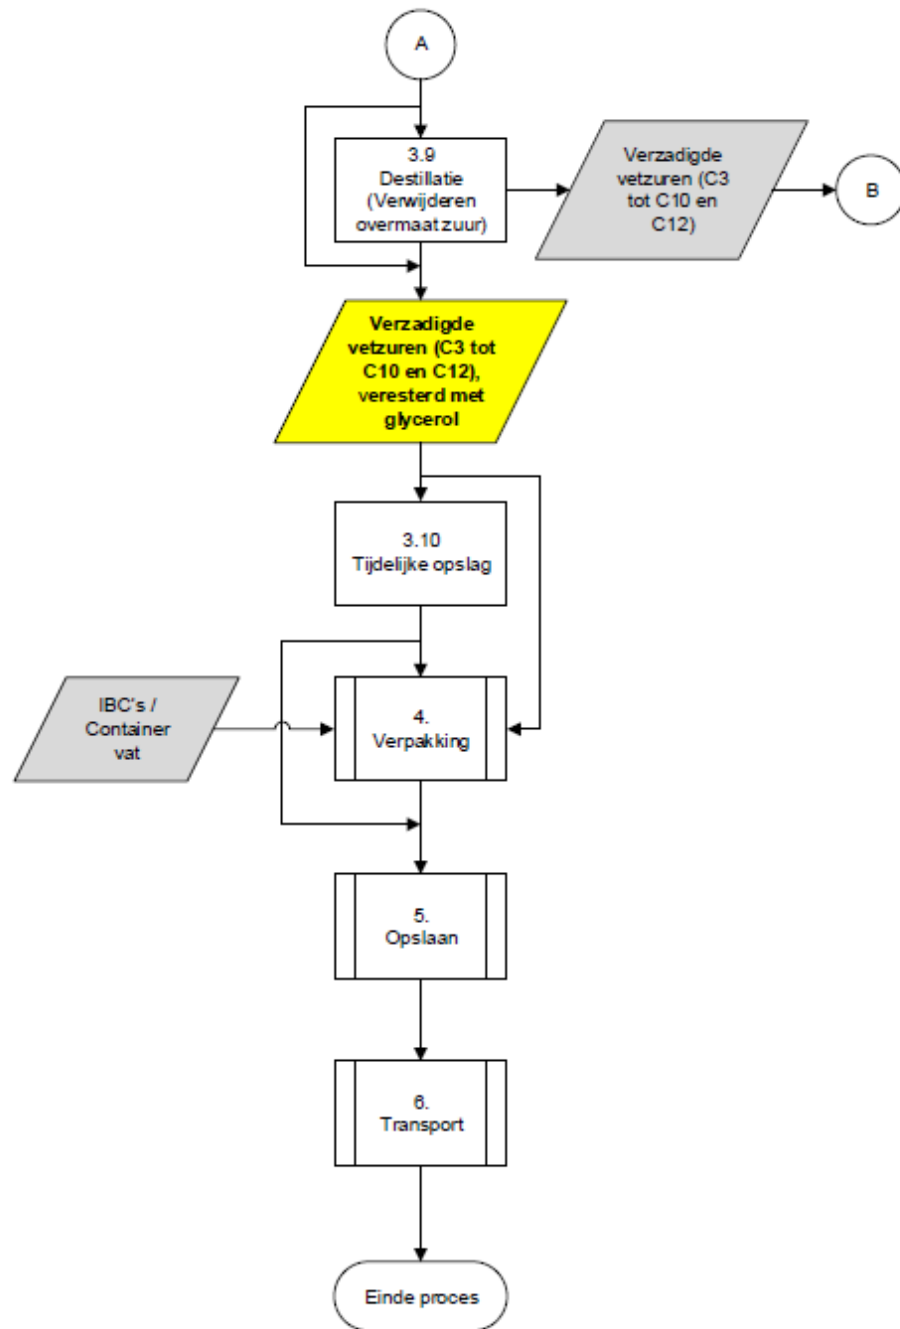 A
3.9
Destillatie
(Verwijderen
overmaat zuur)
Verzadigde
vetzuren (C3
tot C10 en
C12)
B
Verzadigde
vetzuren (C3 tot
C10 en C12),
veresterd met
glycerol
3.10
Tijdelijke opslag
IBC's /
Container
vat
4.
Verpakking
5.
Opslaan
6.
Transport
Einde proces